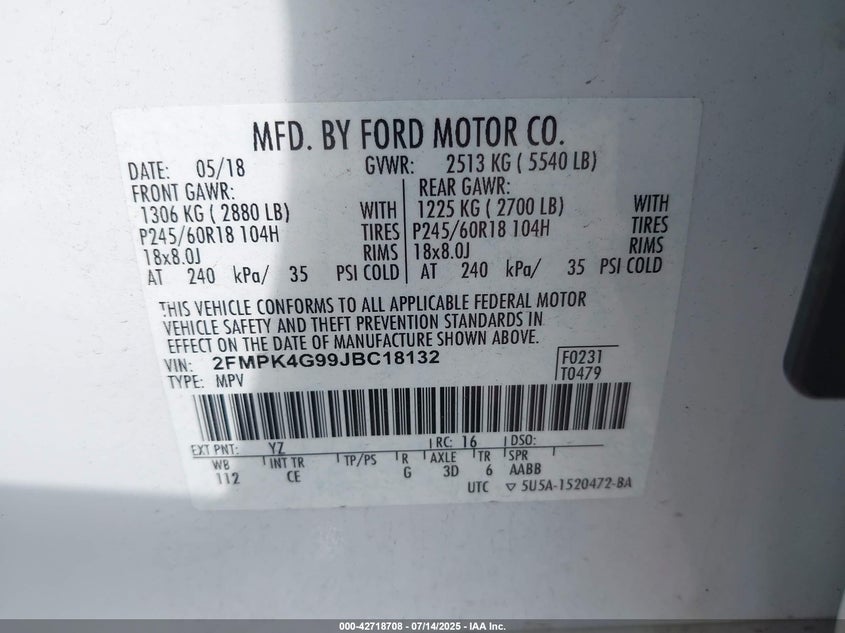 MFD. BY FORD MOTOR CO.
DATE: 05/18 GVWR: 2513 KG ( 5540 LB)
FRONT GAWR: REAR GAWR:
1306 KG ( 2880 LB) WITH 1225 KG ( 2700 LB) WITH
P245/60R18 104H TIRES P245/60R18 104H TIRES
18x8.0J RIMS 18x8.0J RIMS
AT 240 kPa/ 35 PSI COLD AT 240 kPa/ 35 PSI COLD
THIS VEHICLE CONFORMS TO ALL APPLICABLE FEDERAL MOTOR
VEHICLE SAFETY AND THEFT PREVENTION STANDARDS IN
EFFECT ON THE DATE OF MANUFACTURE SHOWN ABOVE.
VIN: 2FMPK4G99JBC18132 F0231
TYPE: MPV T0479
EXT PNT: YZ RC: 16 DSO:
WB INT TR TP/PS R AXLE TR SPR
112 CE G 3D 6 AABB
UTC ▽ 5U5A-1520472-BA
000-42718708 - 07/14/2025 - IAA Inc.